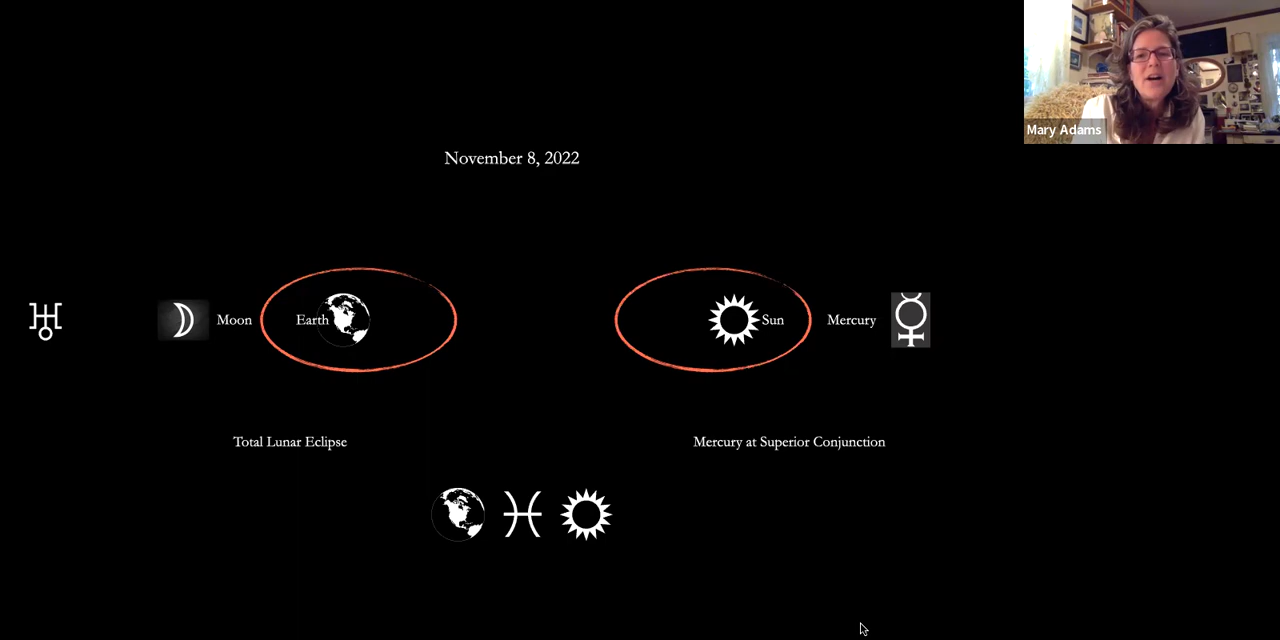 Mary Adams
November 8, 2022
Moon
Earth
Sun
Mercury
Total Lunar Eclipse
Mercury at Superior Conjunction